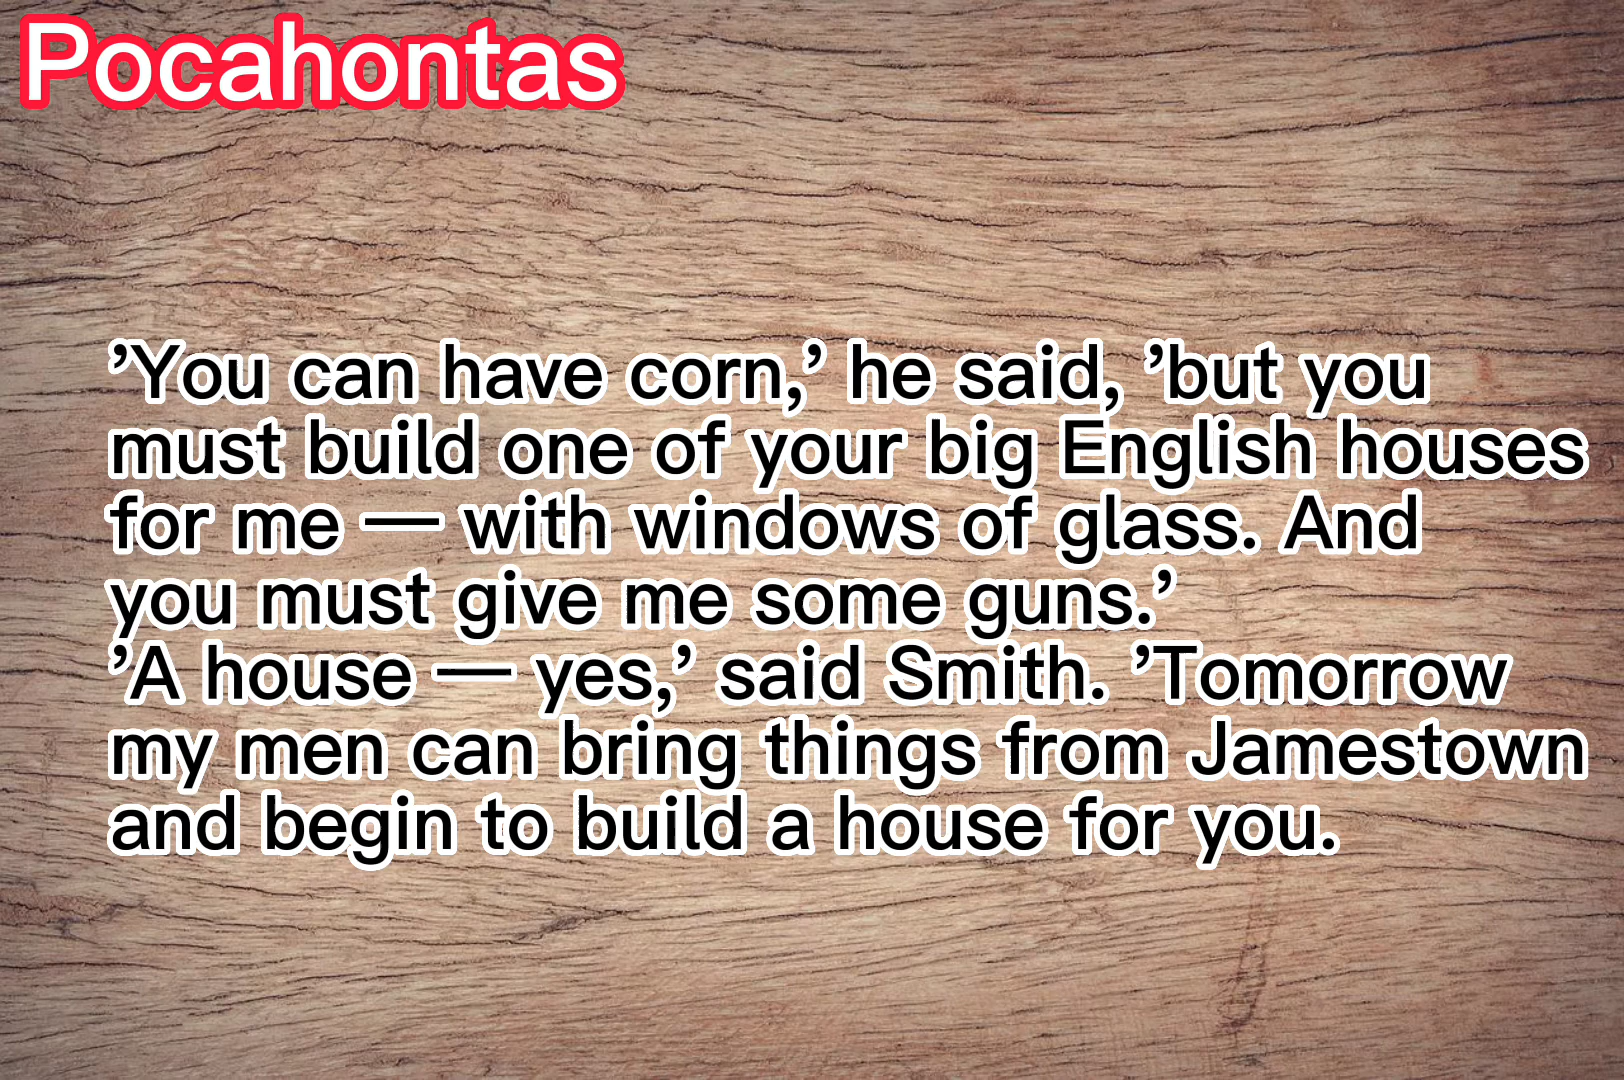 Pocahontas
’You can have corn,’ he said, ’but you
must build one of your big English houses
for me — with windows of glass. And
you must give me some guns.’
’A house — yes,’ said Smith. ’Tomorrow
my men can bring things from Jamestown
and begin to build a house for you.